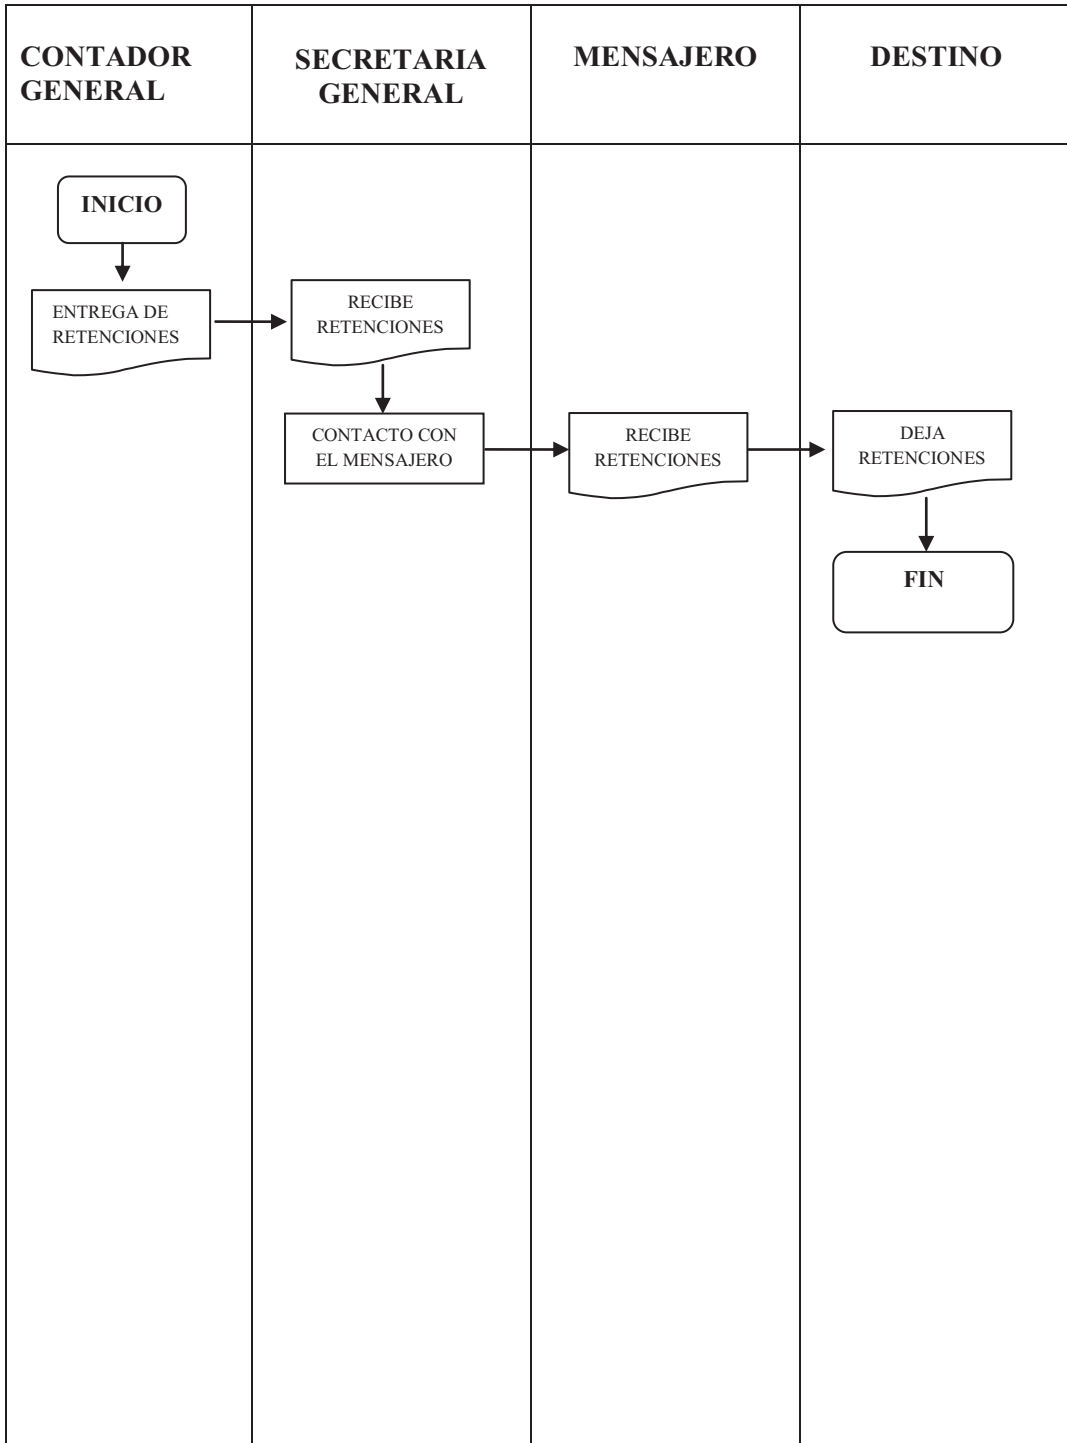 CONTADOR
GENERAL
SECRETARIA
GENERAL
MENSAJERO
DESTINO
INICIO
ENTREGA DE
RETENCIONES
RECIBE
RETENCIONES
CONTACTO CON
EL MENSAJERO
RECIBE
RETENCIONES
DEJA
RETENCIONES
FIN